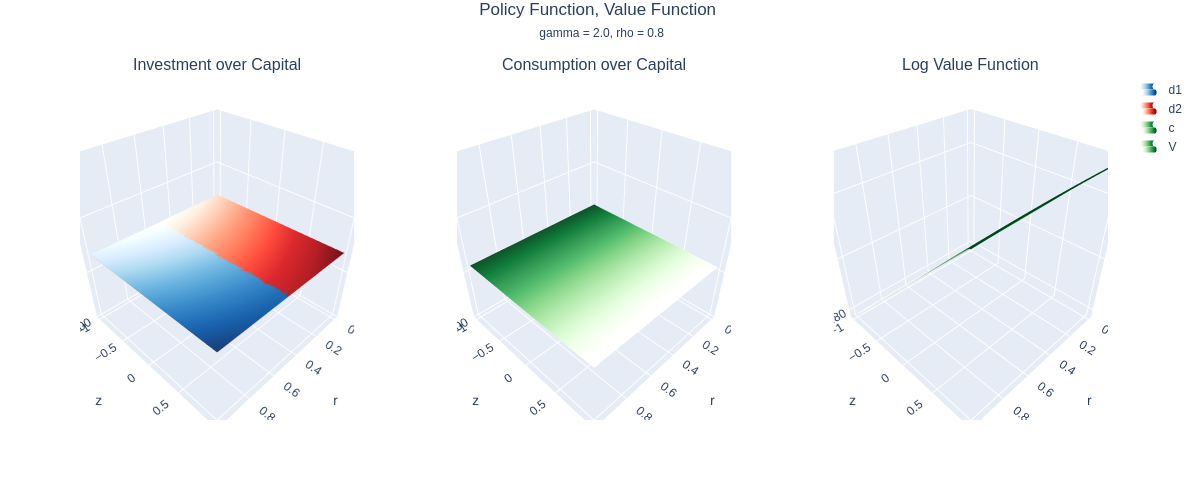 Policy Function, Value Function
gamma = 2.0, rho = 0.8
Investment over Capital
Consumption over Capital
Log Value Function
d1
d2
c
V
−0.5
0
0.5
z
0.2
0.4
0.6
0.8
r
−0.5
0
0.5
z
0.2
0.4
0.6
0.8
r
−1
−0.5
0
0.5
z
0.2
0.4
0.6
0.8
r